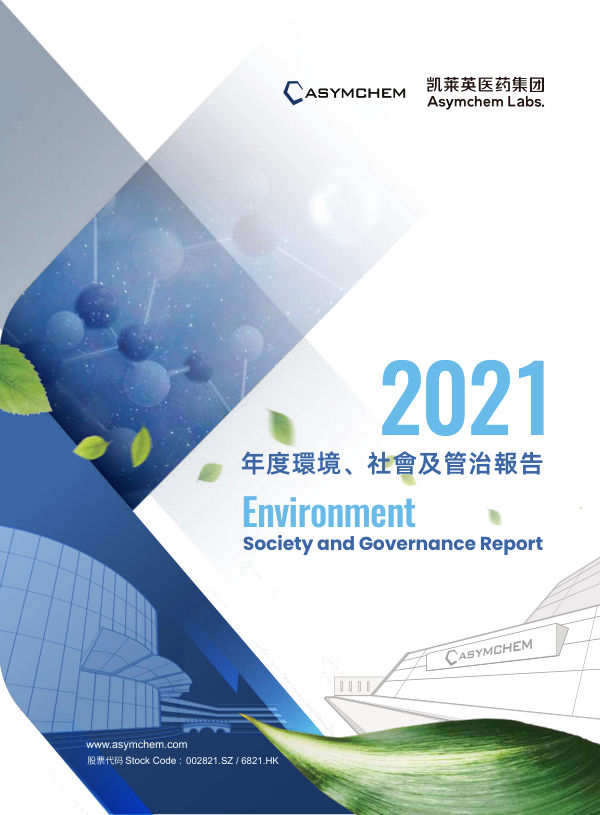 ASYMCHEM
凯莱英医药集团
Asymchem Labs.
2021
年度環境、社會及管治報告
Environment
Society and Governance Report
ASYMCHEM
www.asymchem.com
股票代码 Stock Code : 002821.SZ / 6821.HK